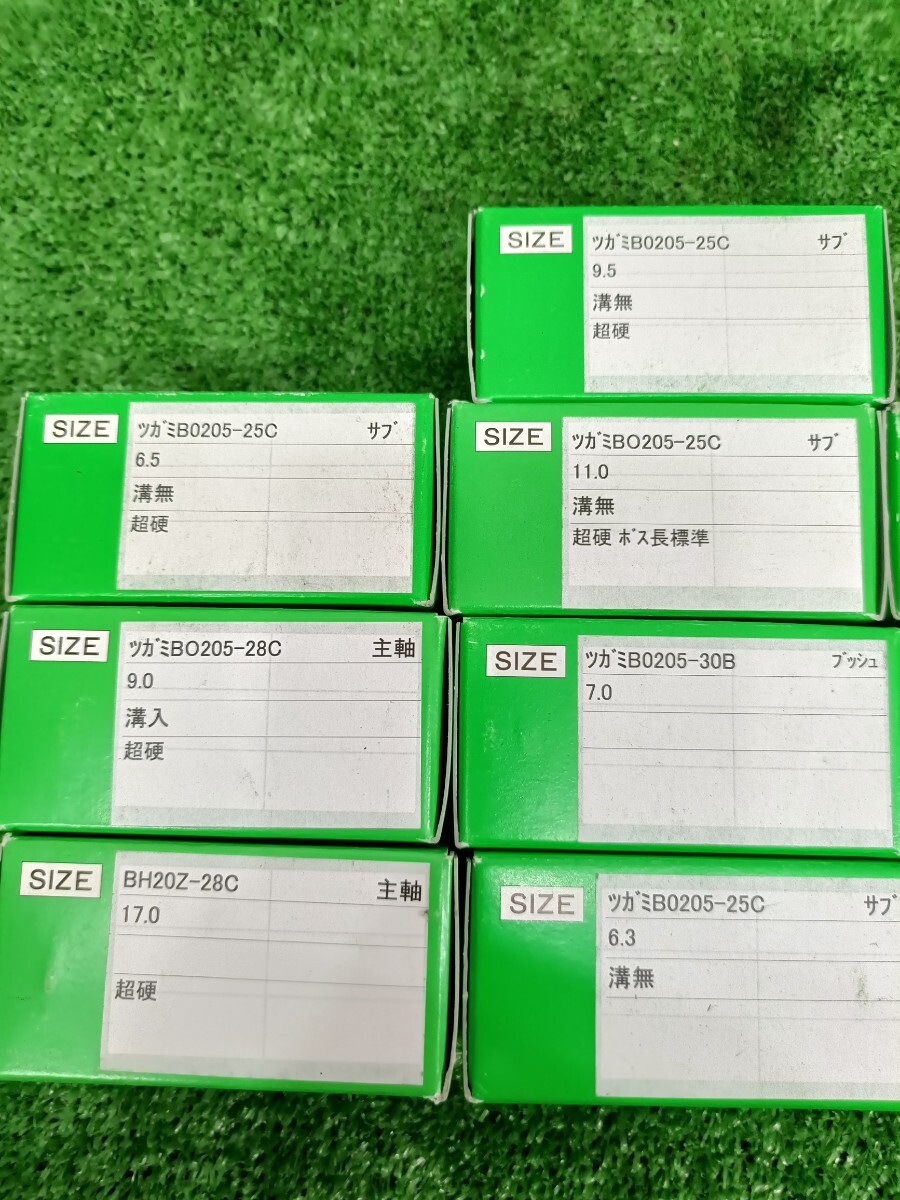 SIZE
ﾂｶﾞﾐB0205-25C ｻﾌﾞ
9.5
溝無
超硬
SIZE
ﾂｶﾞﾐB0205-25C ｻﾌﾞ
6.5
溝無
超硬
SIZE
ﾂｶﾞﾐBO205-25C ｻﾌﾞ
11.0
溝無
超硬 ﾎﾞｽ長標準
SIZE
ﾂｶﾞﾐBO205-28C 主軸
9.0
溝入
超硬
SIZE
ﾂｶﾞﾐB0205-30B ﾌﾞｯｼｭ
7.0
SIZE
BH20Z-28C 主軸
17.0
超硬
SIZE
ﾂｶﾞﾐB0205-25C ｻﾌﾞ
6.3
溝無